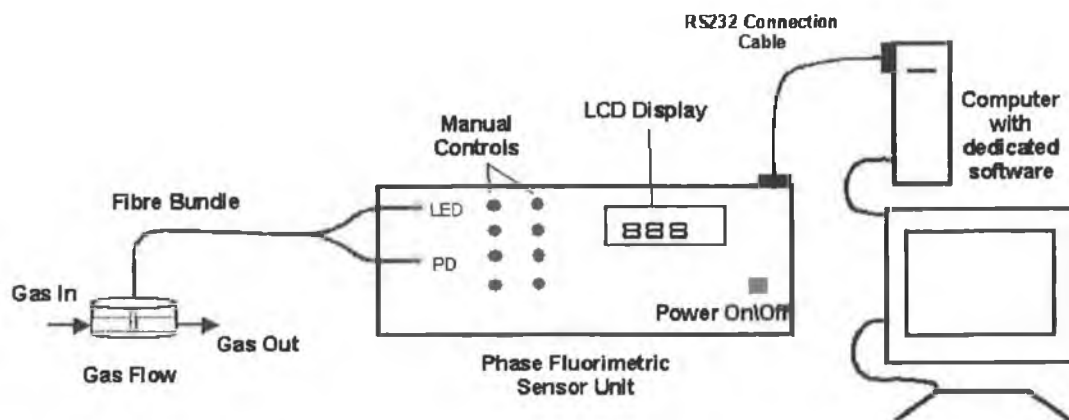 RS232 Connection
Cable
LCD Display
Manual
Controls
Computer
with
dedicated
software
Fibre Bundle
LED
888
PD
Gas In
Gas Out
Power On\Off
Gas Flow
Phase Fluorimetric
Sensor Unit